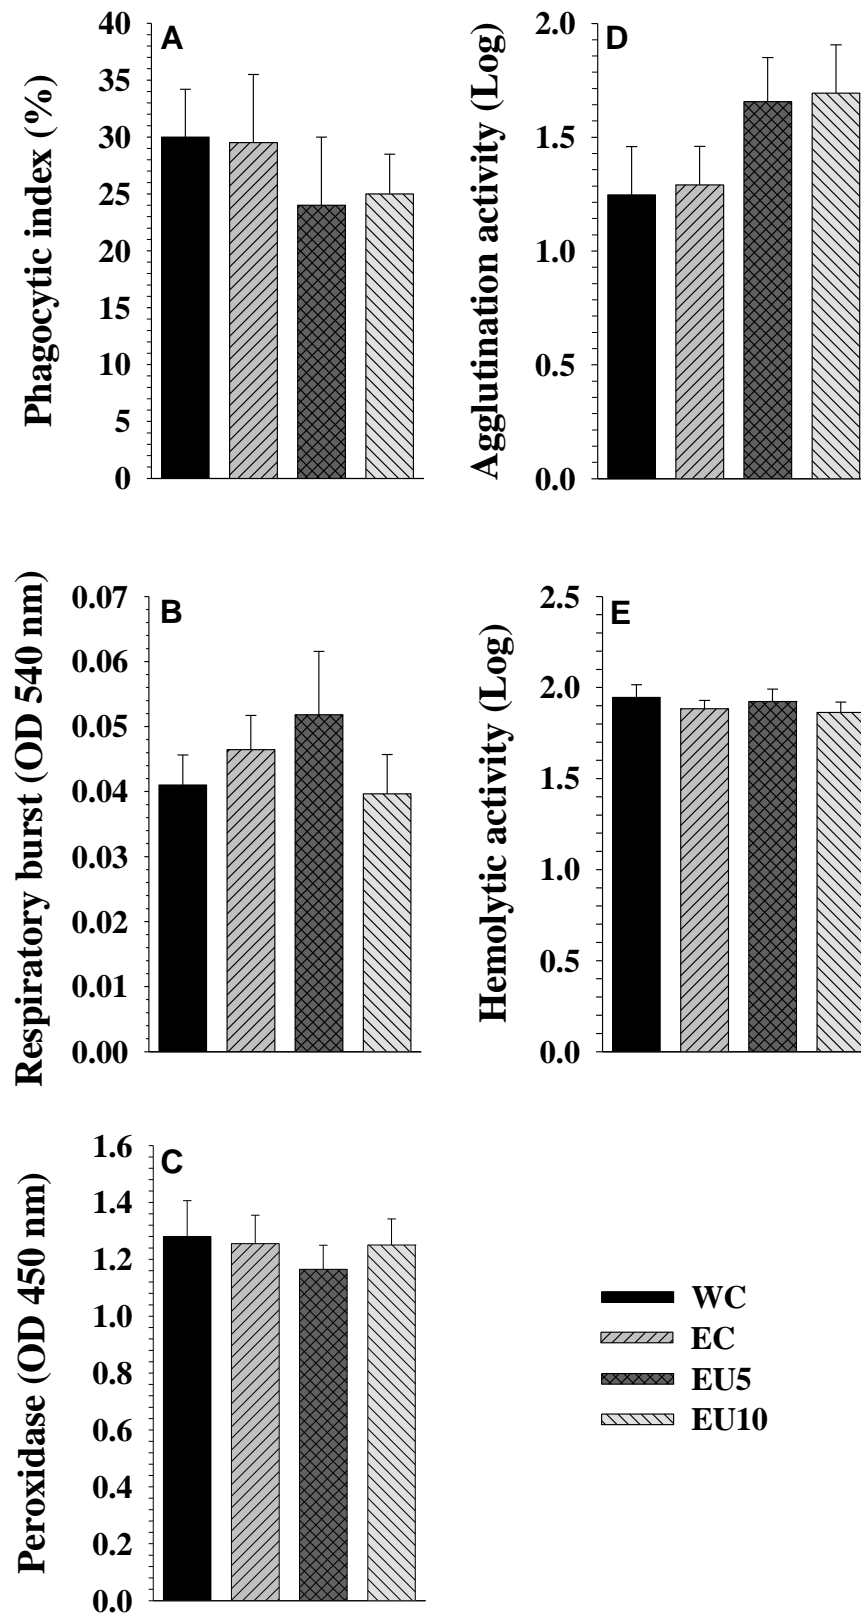 A
Phagocytic index (%)
40
35
30
25
20
15
10
5
0
D
Agglutination activity (Log)
2.0
1.5
1.0
0.5
0.0
B
Respiratory burst (OD 540 nm)
0.07
0.06
0.05
0.04
0.03
0.02
0.01
0.00
E
Hemolytic activity (Log)
2.5
2.0
1.5
1.0
0.5
0.0
C
Peroxidase (OD 450 nm)
1.6
1.4
1.2
1.0
0.8
0.6
0.4
0.2
0.0
WC
EC
EU5
EU10